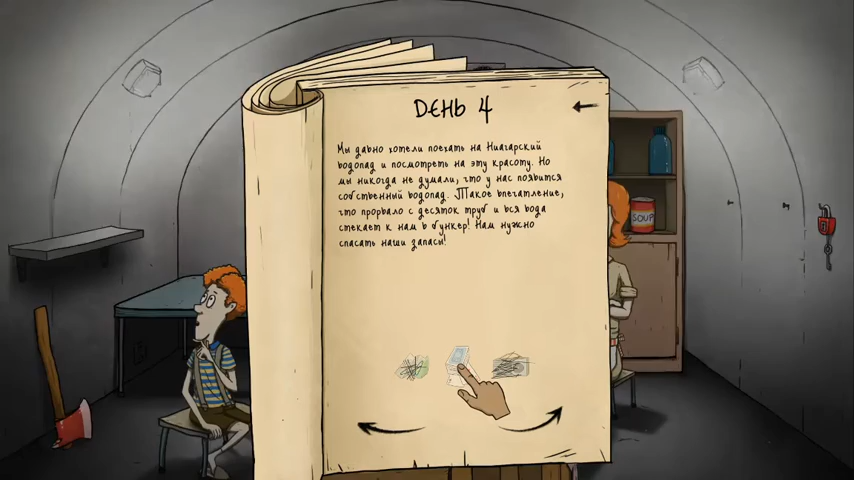 День 4
Мы давно хотели поехать на Ниагарский
водопад и посмотреть на эту красоту. Но
мы никогда не думали, что у нас появится
собственный водопад. Такое впечатление,
что прорвало с десяток труб и вся вода
стекает к нам в бункер! Нам нужно
спасать наши запасы!
SOUP